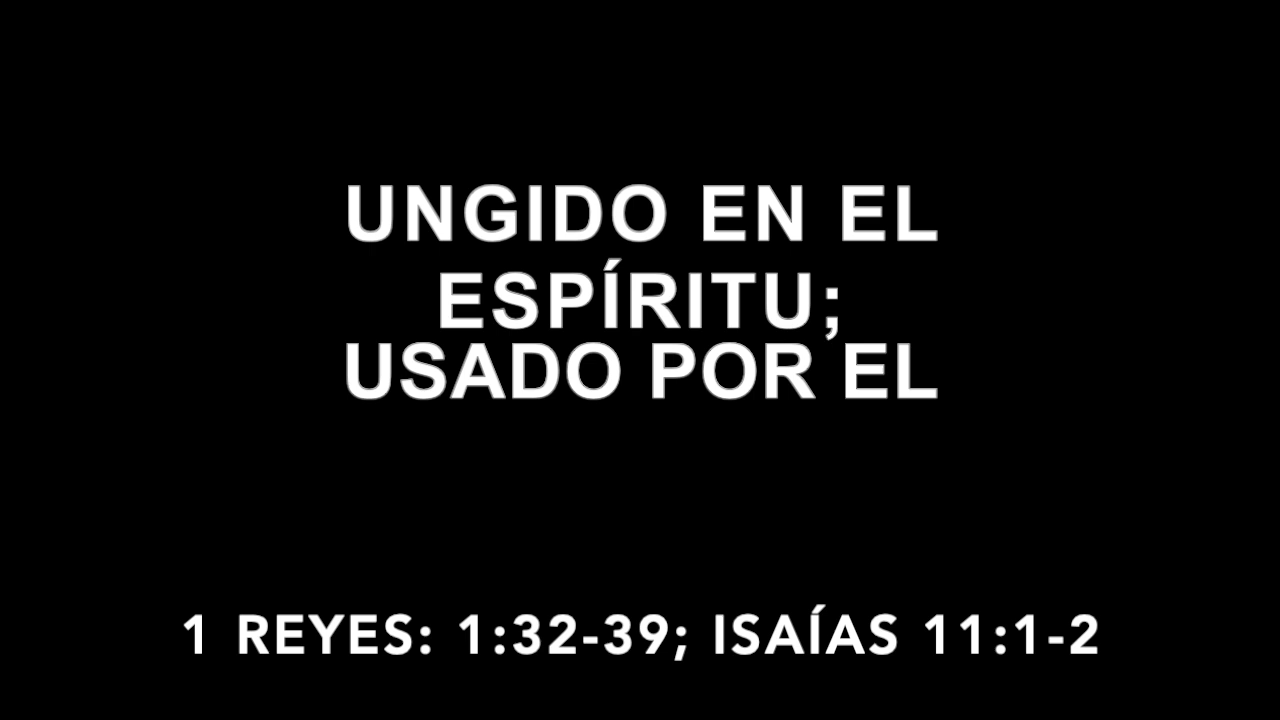 UNGIDO EN EL
ESPÍRITU;
USADO POR EL
1 REYES: 1:32-39; ISAÍAS 11:1-2